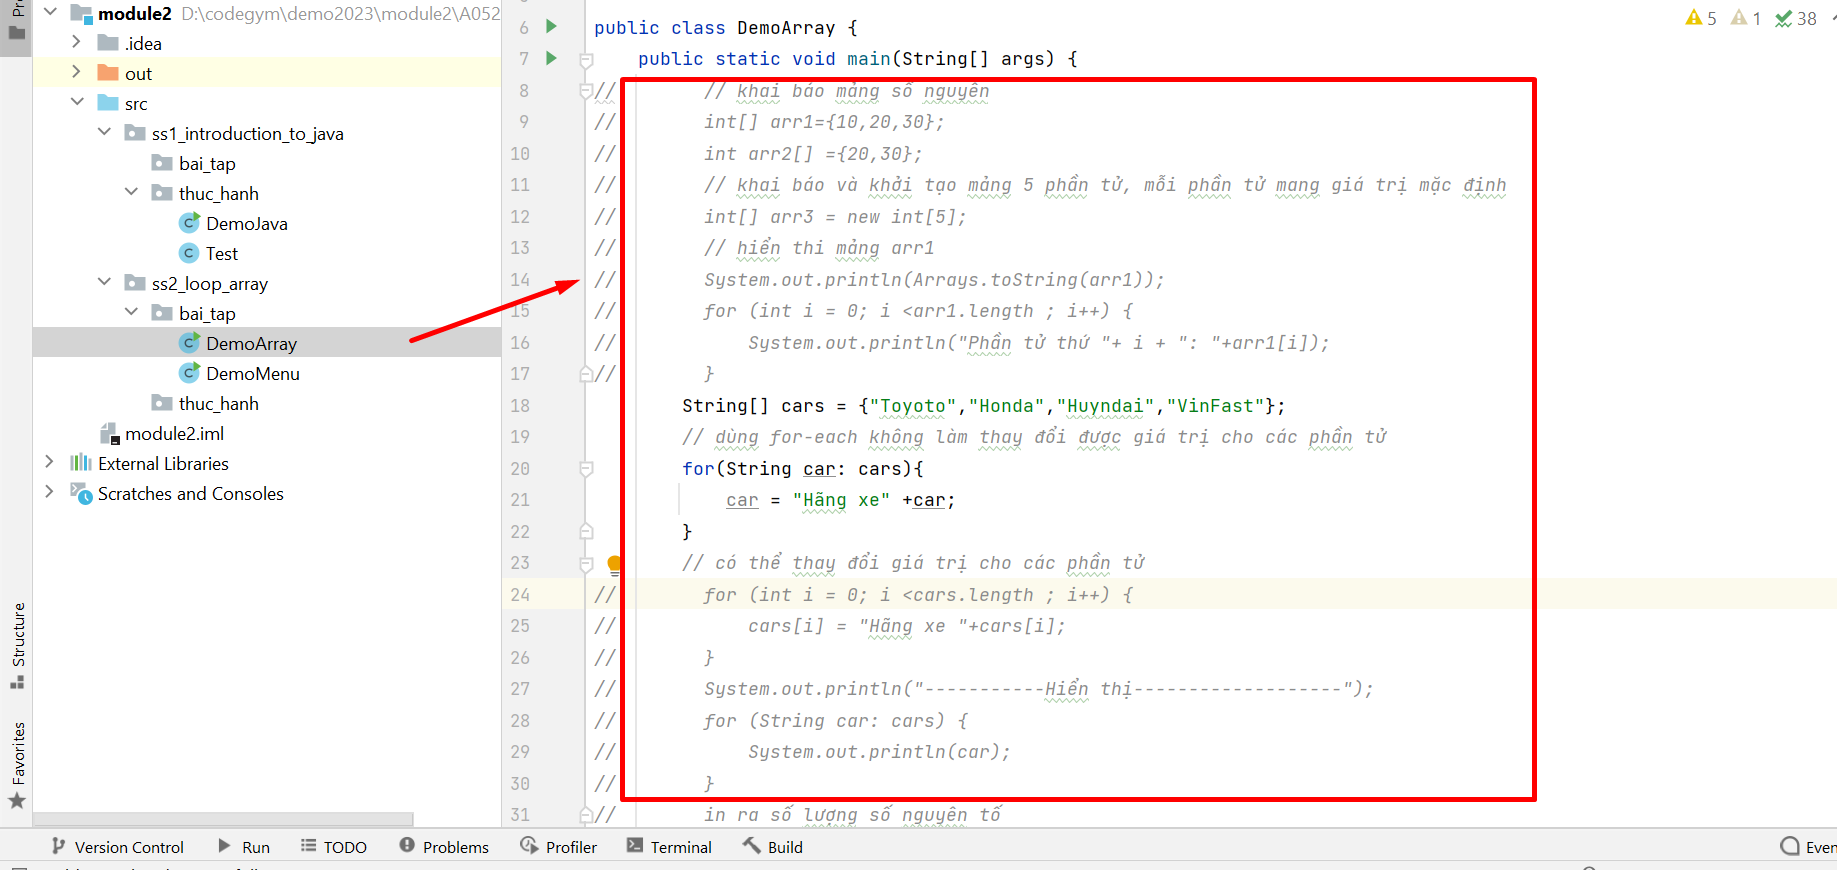 module2 D:\codegym\demo2023\module2\A052
.idea
out
src
ss1_introduction_to_java
bai_tap
thuc_hanh
DemoJava
Test
ss2_loop_array
bai_tap
DemoArray
DemoMenu
thuc_hanh
module2.iml
External Libraries
Scratches and Consoles
Structure
Favorites
5 1 38
6 public class DemoArray {
7 public static void main(String[] args) {
8 // // khai báo mảng số nguyên
9 // int[] arr1={10,20,30};
10 // int arr2[] ={20,30};
11 // // khai báo và khởi tạo mảng 5 phần tử, mỗi phần tử mang giá trị mặc định
12 // int[] arr3 = new int[5];
13 // // hiển thi mảng arr1
14 // System.out.println(Arrays.toString(arr1));
15 // for (int i = 0; i <arr1.length ; i++) {
16 // System.out.println("Phần tử thứ "+ i + ": "+arr1[i]);
17 // }
18 String[] cars = {"Toyoto","Honda","Huyndai","VinFast"};
19 // dùng for-each không làm thay đổi được giá trị cho các phần tử
20 for(String car: cars){
21 car = "Hãng xe" +car;
22 }
23 // có thể thay đổi giá trị cho các phần tử
24 // for (int i = 0; i <cars.length ; i++) {
25 // cars[i] = "Hãng xe "+cars[i];
26 // }
27 // System.out.println("-----------Hiển thị-------------------");
28 // for (String car: cars) {
29 // System.out.println(car);
30 // }
31 // in ra số lượng số nguyên tố
Version Control Run TODO Problems Profiler Terminal Build